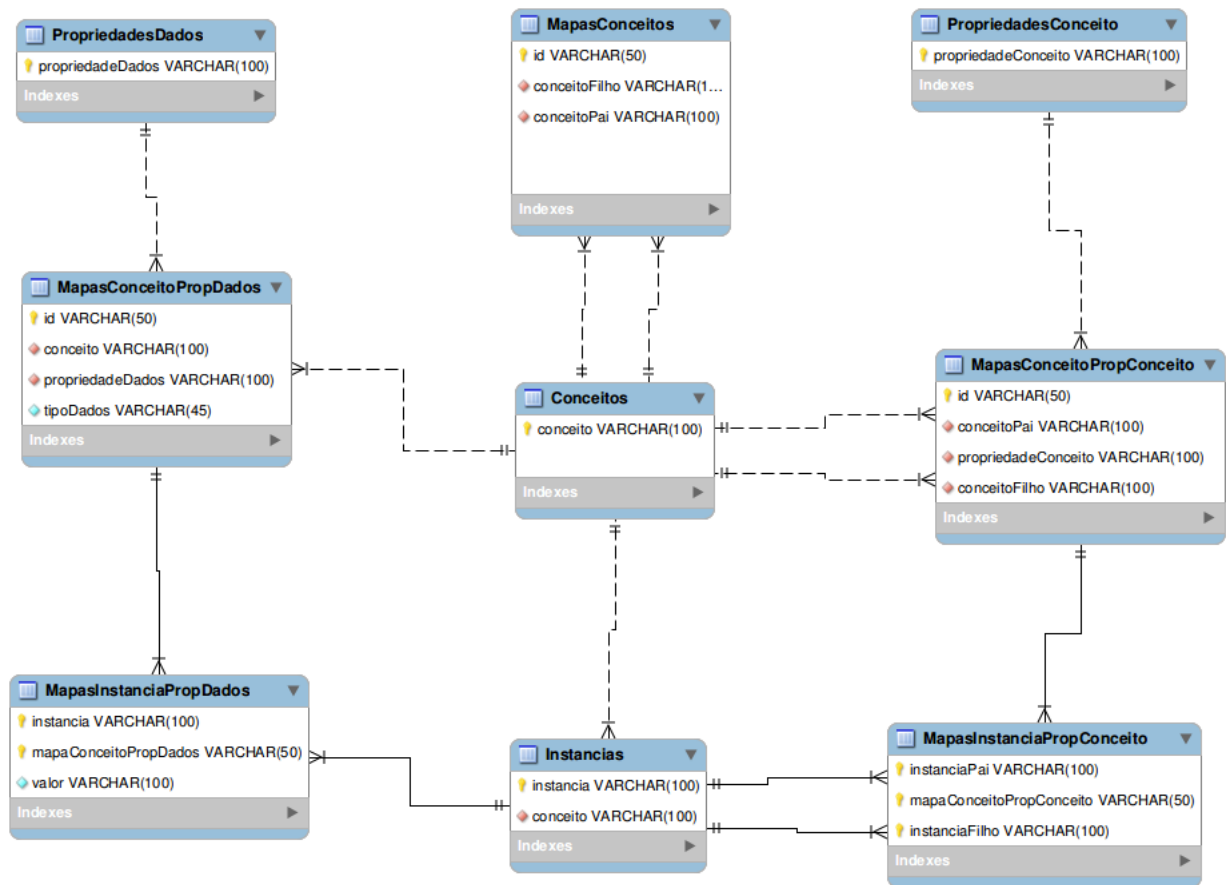 PropriedadesDados
propriedadeDados VARCHAR(100)
Indexes
MapasConceitos
id VARCHAR(50)
conceitoFilho VARCHAR(1...
conceitoPai VARCHAR(100)
Indexes
PropriedadesConceito
propriedadeConceito VARCHAR(100)
Indexes
MapasConceitoPropDados
id VARCHAR(50)
conceito VARCHAR(100)
propriedadeDados VARCHAR(100)
tipoDados VARCHAR(45)
Indexes
Conceitos
conceito VARCHAR(100)
Indexes
MapasConceitoPropConceito
id VARCHAR(50)
conceitoPai VARCHAR(100)
propriedadeConceito VARCHAR(100)
conceitoFilho VARCHAR(100)
Indexes
MapasInstanciaPropDados
instancia VARCHAR(100)
mapaConceitoPropDados VARCHAR(50)
valor VARCHAR(100)
Indexes
Instancias
instancia VARCHAR(100)
conceito VARCHAR(100)
Indexes
MapasInstanciaPropConceito
instanciaPai VARCHAR(100)
mapaConceitoPropConceito VARCHAR(50)
instanciaFilho VARCHAR(100)
Indexes